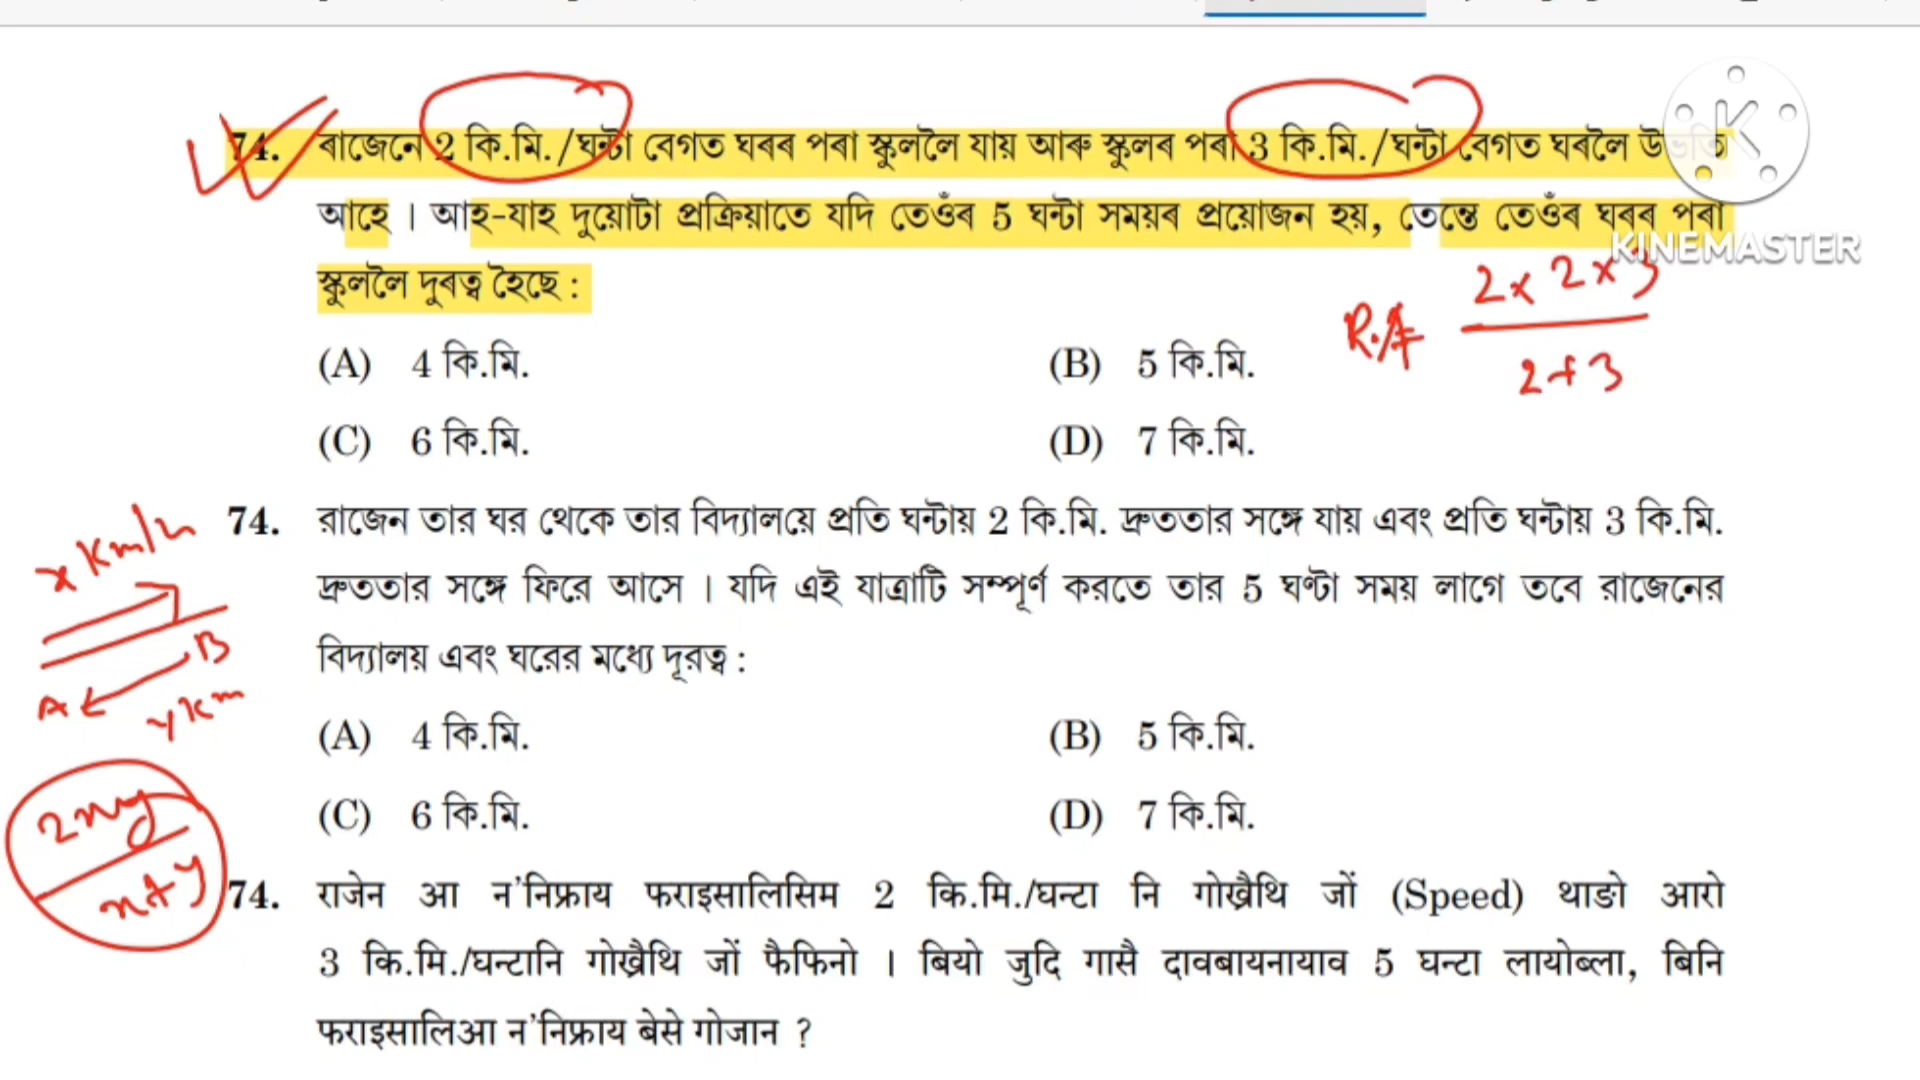 74. ৰাজেনে 2 কি.মি./ঘন্টা বেগত ঘৰৰ পৰা স্কুললৈ যায় আৰু স্কুলৰ পৰা 3 কি.মি./ঘন্টা বেগত ঘৰলৈ
আহে । আহ-যাহ দুয়োটা প্ৰক্ৰিয়াতে যদি তেওঁৰ 5 ঘন্টা সময়ৰ প্ৰয়োজন হয়, তেন্তে তেওঁৰ ঘৰৰ পৰা
KINEMASTER
স্কুললৈ দুৰত্ব হৈছে :
2 x 2 x 3
2+3
(A) 4 কি.মি.
(B) 5 কি.মি.
(C) 6 কি.মি.
(D) 7 কি.মি.
x Km/h
74. রাজেন তার ঘর থেকে তার বিদ্যালয়ে প্রতি ঘন্টায় 2 কি.মি. দ্রুততার সঙ্গে যায় এবং প্রতি ঘন্টায় 3 কি.মি.
দ্রুততার সঙ্গে ফিরে আসে । যদি এই যাত্রাটি সম্পূর্ণ করতে তার 5 ঘণ্টা সময় লাগে তবে রাজেনের
বিদ্যালয় এবং ঘরের মধ্যে দূরত্ব :
B
A
y Km
(A) 4 কি.মি.
(B) 5 কি.মি.
(C) 6 কি.মি.
(D) 7 কি.মি.
2xy
x+y
74. राजेन आ न'निफ्राय फराइसालिसिम 2 कि.मि./घन्टा नि गोख्रैथि जों (Speed) थाङो आरो
3 कि.मि./घन्टानि गोख्रैथि जों फैफिनो । बियो जुदि गासै दावबायनायाव 5 घन्टा लायोब्ला, बिनि
फराइसालिआ न'निफ्राय बेसे गोजान ?